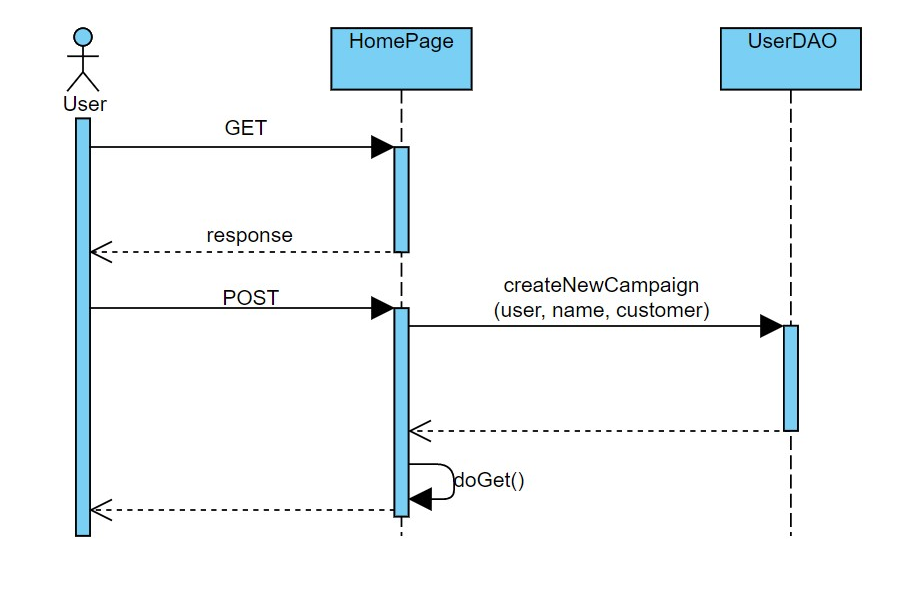 HomePage
UserDAO
User
GET
response
createNewCampaign
(user, name, customer)
POST
doGet()